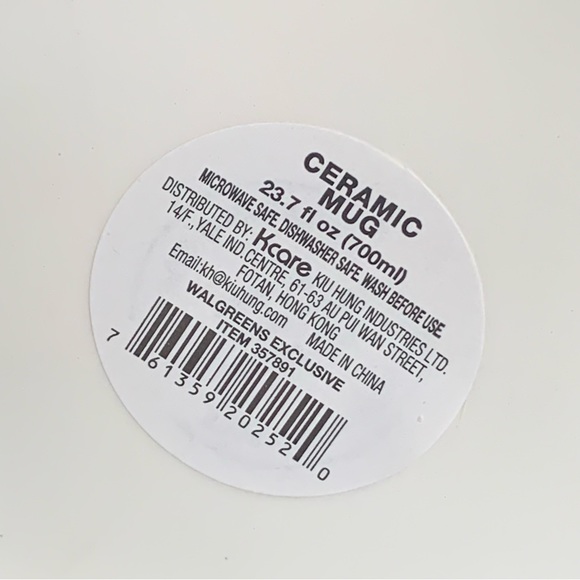 CERAMIC
MUG
23.7 fl oz (700ml)
MICROWAVE SAFE. DISHWASHER SAFE. WASH BEFORE USE.
DISTRIBUTED BY: Kcare KIU HUNG INDUSTRIES LTD.
14/F., YALE IND.CENTRE, 61-63 AU PUI WAN STREET,
FOTAN, HONG KONG.
Email:kh@kiuhung.com MADE IN CHINA
WALGREENS EXCLUSIVE
ITEM 357891
7 61359 20252 0